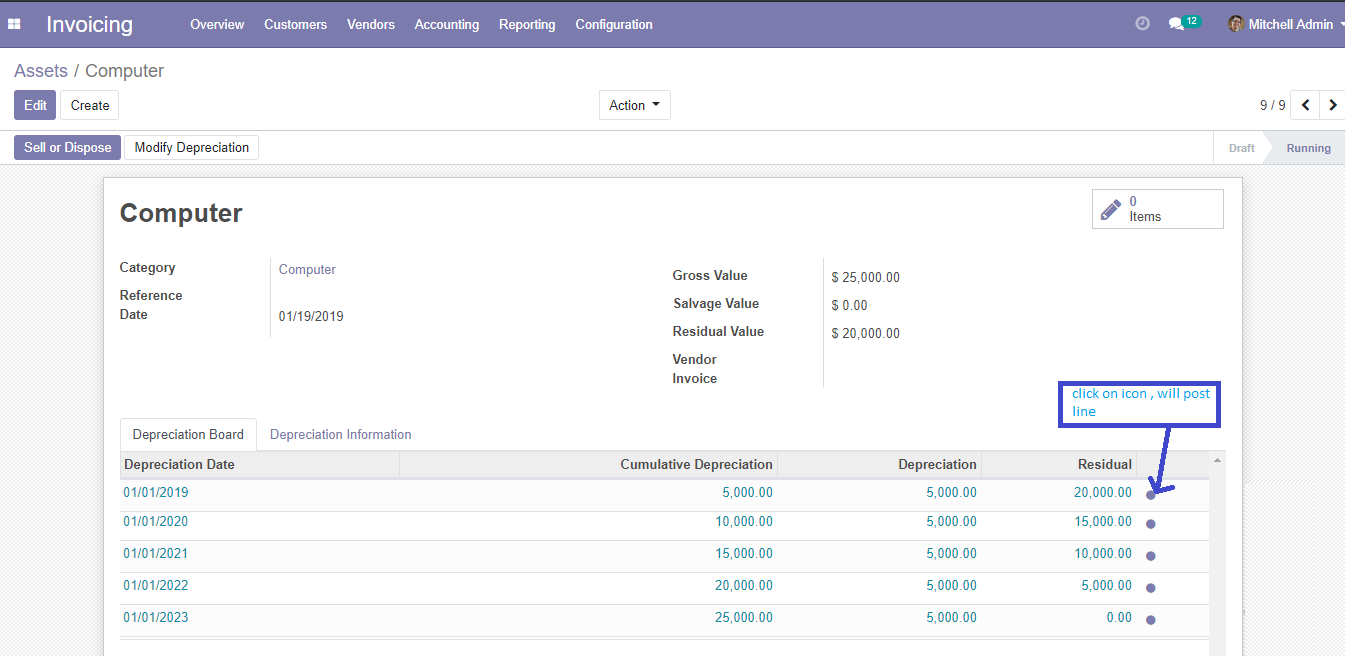 Invoicing Overview Customers Vendors Accounting Reporting Configuration 12 Mitchell Admin
Assets / Computer
Edit Create Action 9 / 9
Sell or Dispose Modify Depreciation Draft Running
Computer
0
Items
Category Computer
Reference
Date 01/19/2019
Gross Value $ 25,000.00
Salvage Value $ 0.00
Residual Value $ 20,000.00
Vendor
Invoice
click on icon , will post
line
Depreciation Board Depreciation Information
Depreciation Date Cumulative Depreciation Depreciation Residual
01/01/2019 5,000.00 5,000.00 20,000.00
01/01/2020 10,000.00 5,000.00 15,000.00
01/01/2021 15,000.00 5,000.00 10,000.00
01/01/2022 20,000.00 5,000.00 5,000.00
01/01/2023 25,000.00 5,000.00 0.00